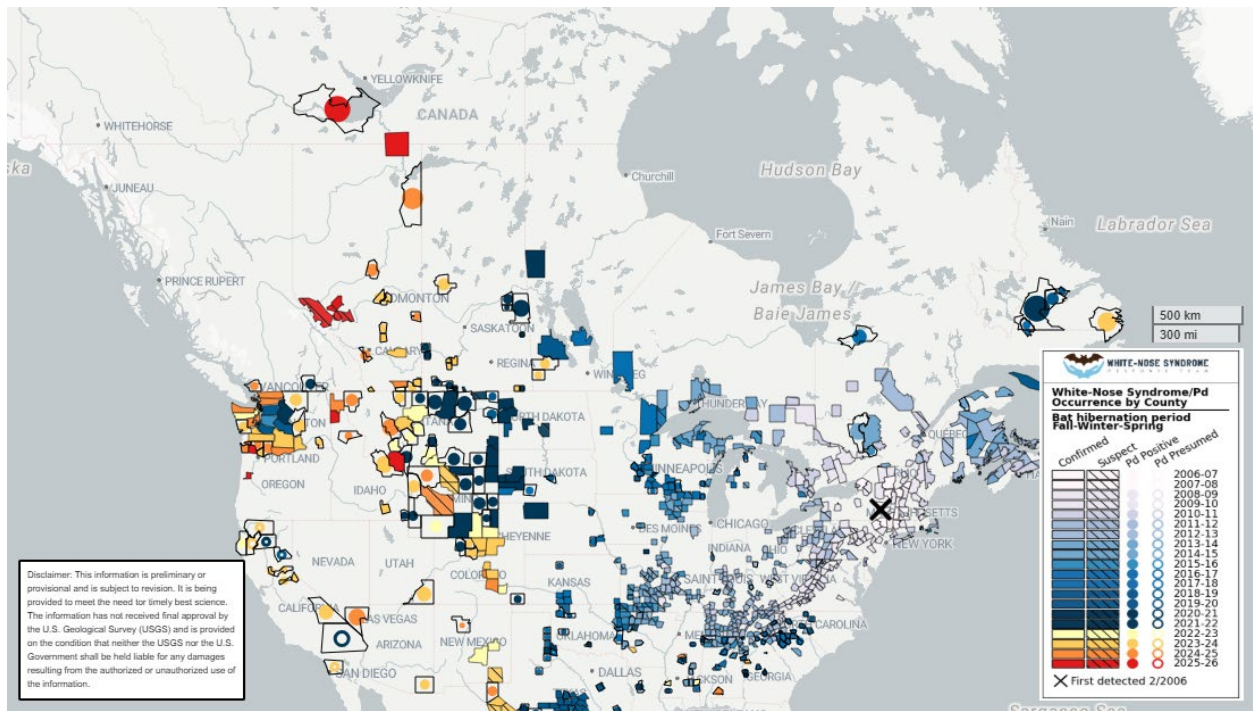 YELLOWKNIFE
CANADA
WHITEHORSE
JUNEAU
Churchill
Hudson Bay
Nain
Labrador Sea
Fort Severn
PRINCE RUPERT
James Bay //
Baie James
SASKATOON
REGINA
VANCOUVER
THUNDER BAY
QUÉBEC
NORTH DAKOTA
PORTLAND
MINNEAPOLIS
SOUTH DAKOTA
OREGON
IDAHO
DES MOINES
CHICAGO
NEW YORK
CHEYENNE
NEVADA
UTAH
INDIANA
OHIO
COLORADO
KANSAS
SAINT LOUIS
WEST VIRGINIA
LAS VEGAS
CALIFORNIA
ARIZONA
NEW MEXICO
OKLAHOMA
SAN DIEGO
DALLAS
GEORGIA
Sargasso Sea
500 km
300 mi
WHITE-NOSE SYNDROME
RESPONSE TEAM
White-Nose Syndrome/Pd
Occurrence by County
Bat hibernation period
Fall-Winter-Spring
Confirmed
Suspect
Pd Positive
Pd Presumed
2006-07
2007-08
2008-09
2009-10
2010-11
2011-12
2012-13
2013-14
2014-15
2015-16
2016-17
2017-18
2018-19
2019-20
2020-21
2021-22
2022-23
2023-24
2024-25
2025-26
First detected 2/2006
Disclaimer: This information is preliminary or
provisional and is subject to revision. It is being
provided to meet the need for timely best science.
The information has not received final approval by
the U.S. Geological Survey (USGS) and is provided
on the condition that neither the USGS nor the U.S.
Government shall be held liable for any damages
resulting from the authorized or unauthorized use of
the information.